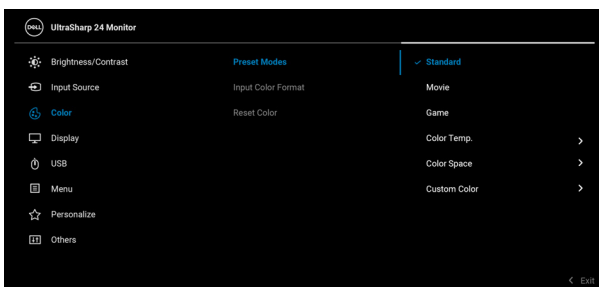 DELL UltraSharp 24 Monitor
Brightness/Contrast Preset Modes Standard
Input Source Input Color Format Movie
Color Reset Color Game
Display Color Temp.
USB Color Space
Menu Custom Color
Personalize
Others
Exit